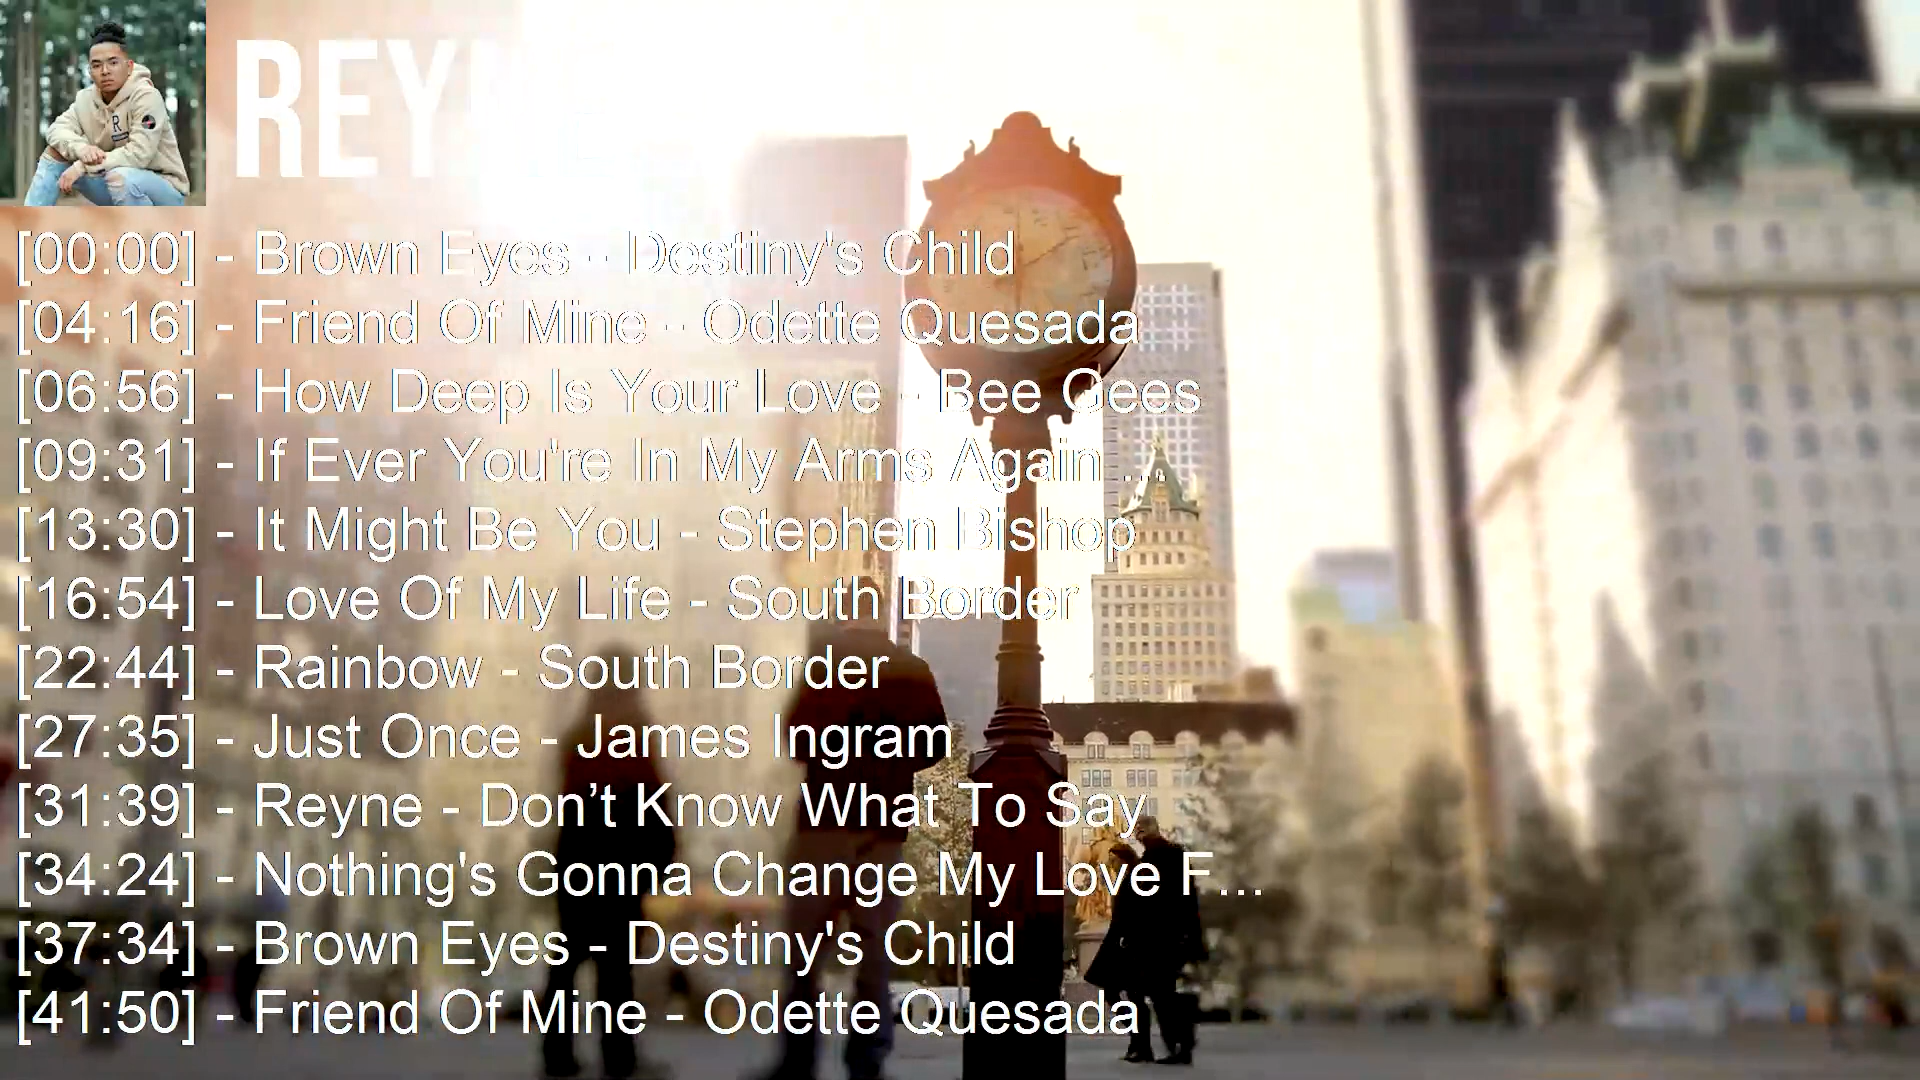 REYNE
[00:00] - Brown Eyes - Destiny's Child
[04:16] - Friend Of Mine - Odette Quesada
[06:56] - How Deep Is Your Love - Bee Gees
[09:31] - If Ever You're In My Arms Again ...
[13:30] - It Might Be You - Stephen Bishop
[16:54] - Love Of My Life - South Border
[22:44] - Rainbow - South Border
[27:35] - Just Once - James Ingram
[31:39] - Reyne - Don’t Know What To Say
[34:24] - Nothing's Gonna Change My Love F...
[37:34] - Brown Eyes - Destiny's Child
[41:50] - Friend Of Mine - Odette Quesada